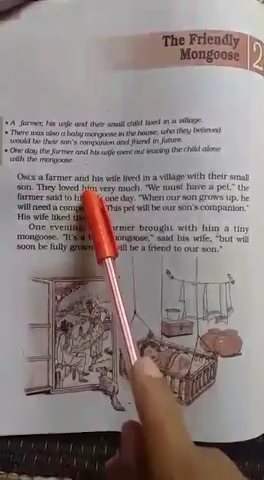 The Friendly
Mongoose
2
• A farmer, his wife and their small child lived in a village.
• There was also a baby mongoose in the house, who they believed
would be their son's companion and friend in future.
• One day the farmer and his wife went out leaving the child alone
with the mongoose.
ONCE a farmer and his wife lived in a village with their small
son. They loved him very much. "We must have a pet," the
farmer said to his one day. "When our son grows up, he
will need a This pet will be our son's companion."
His wife liked
One evening, farmer brought with him a tiny
mongoose. "It's a mongoose," said his wife, "but will
soon be fully grown. will be a friend to our son."